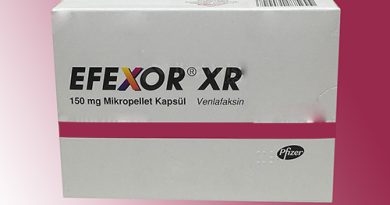 EFEXOR® XR
150 mg Mikropellet Kapsül Venlafaksin
Pfizer